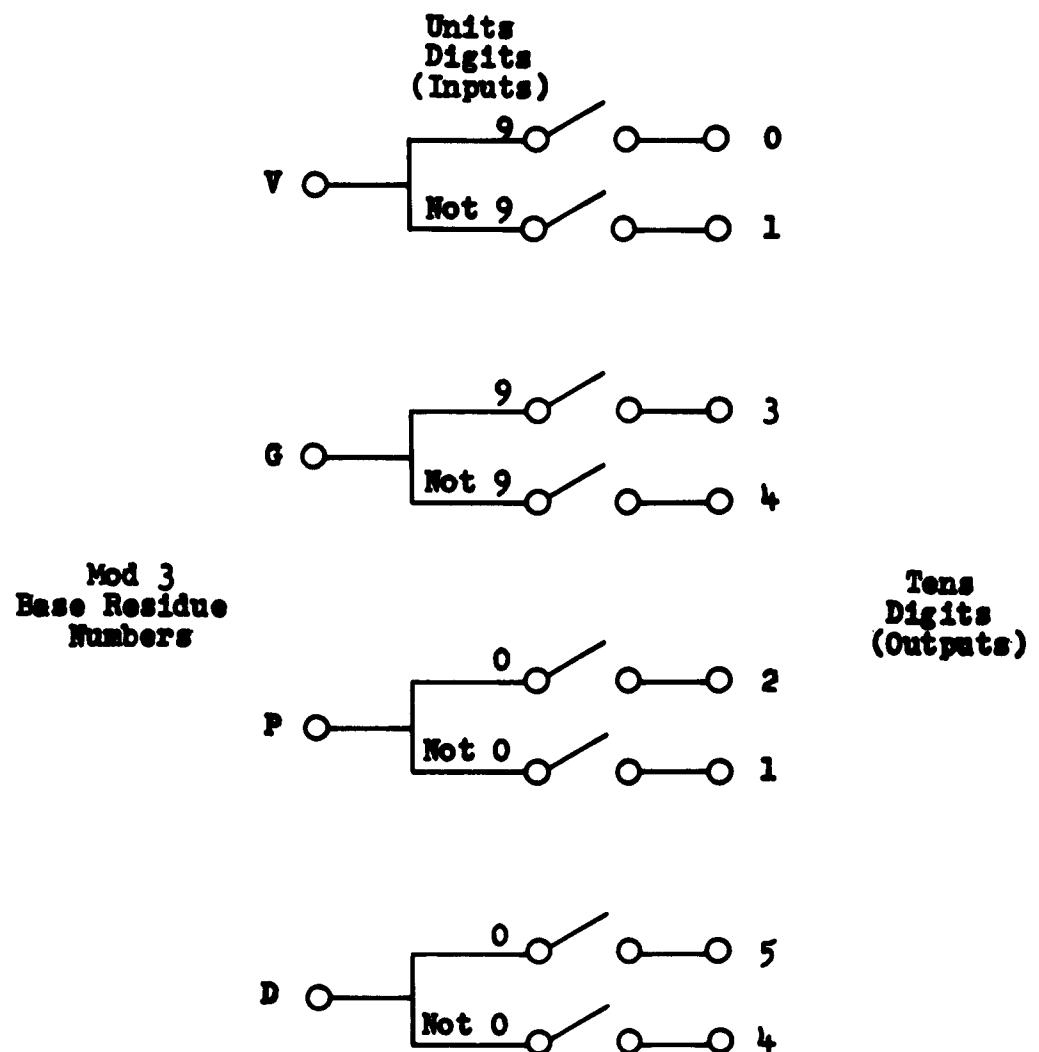 Units
Digits
(Inputs)
9
0
V
Not 9
1
9
3
G
Not 9
4
Mod 3
Base Residue
Numbers
Tens
Digits
(Outputs)
0
2
P
Not 0
1
0
5
D
Not 0
4